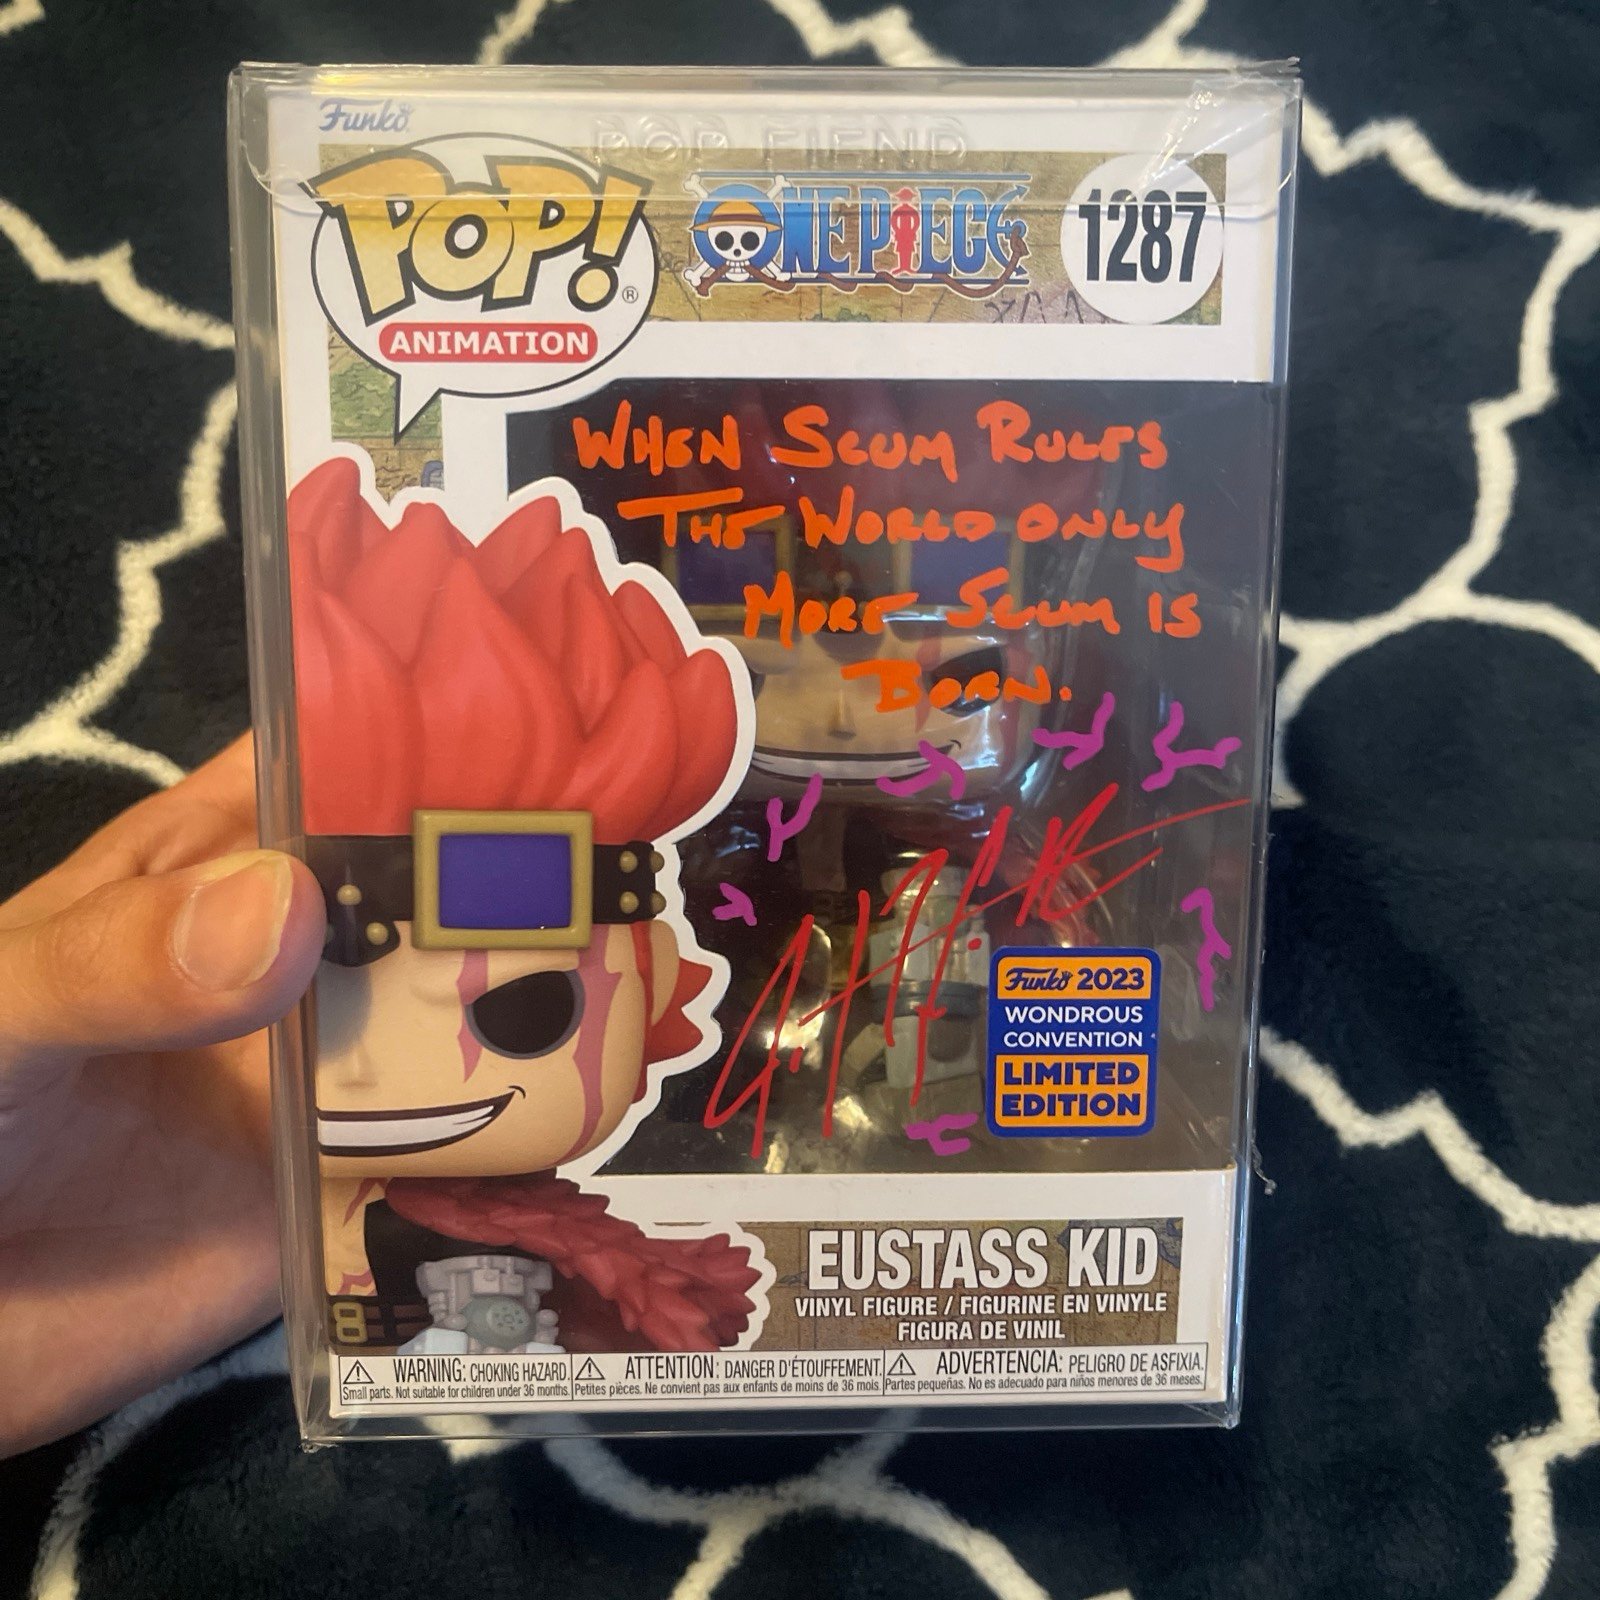 Funko
POP FIEND
POP!®
ANIMATION
ONE PIECE
1287
WHEN SCUM RULES
THE WORLD ONLY
MORE SCUM IS
BORN.
Funko 2023
WONDROUS
CONVENTION
LIMITED
EDITION
EUSTASS KID
VINYL FIGURE / FIGURINE EN VINYLE
FIGURA DE VINIL
WARNING: CHOKING HAZARD.
Small parts. Not suitable for children under 36 months.
ATTENTION: DANGER D'ÉTOUFFEMENT.
Petites pièces. Ne convient pas aux enfants de moins de 36 mois.
ADVERTENCIA: PELIGRO DE ASFIXIA.
Partes pequeñas. No es adecuado para niños menores de 36 meses.